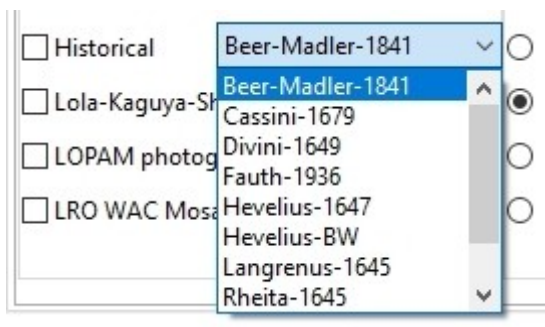 Historical
Beer-Madler-1841
Beer-Madler-1841
Cassini-1679
Lola-Kaguya-Sh
Divini-1649
LOPAM photog
Fauth-1936
LRO WAC Mosa
Hevelius-1647
Hevelius-BW
Langrenus-1645
Rheita-1645